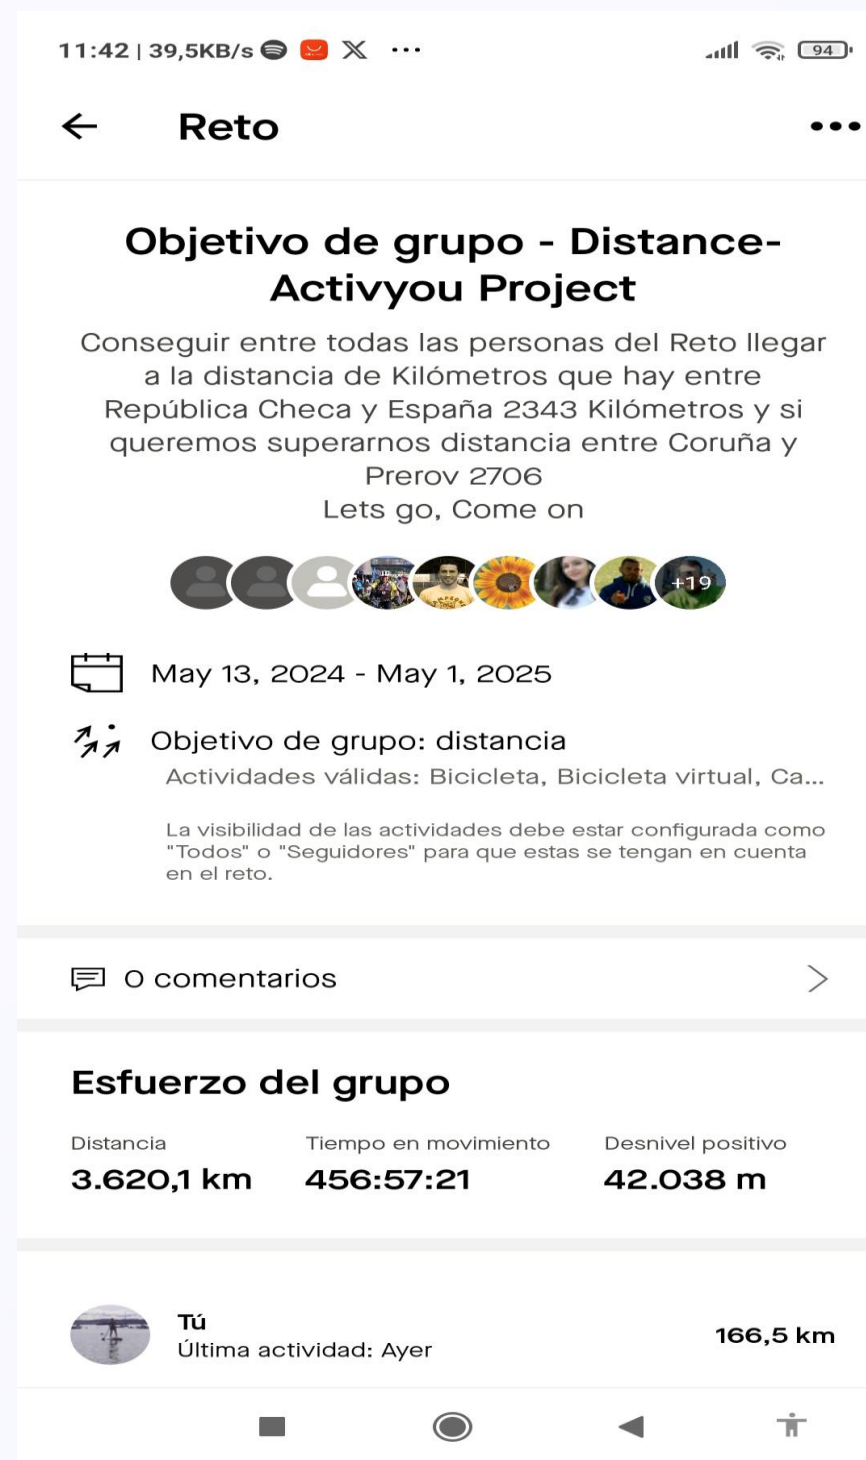 11:42 | 39,5KB/s
94
Reto
Objetivo de grupo - Distance-
Activyou Project
Conseguir entre todas las personas del Reto llegar
a la distancia de Kilómetros que hay entre
República Checa y España 2343 Kilómetros y si
queremos superarnos distancia entre Coruña y
Prerov 2706
Lets go, Come on
+19
May 13, 2024 - May 1, 2025
Objetivo de grupo: distancia
Actividades válidas: Bicicleta, Bicicleta virtual, Ca...
La visibilidad de las actividades debe estar configurada como
"Todos" o "Seguidores" para que estas se tengan en cuenta
en el reto.
0 comentarios
Esfuerzo del grupo
Distancia Tiempo en movimiento Desnivel positivo
3.620,1 km 456:57:21 42.038 m
Tú
Última actividad: Ayer
166,5 km